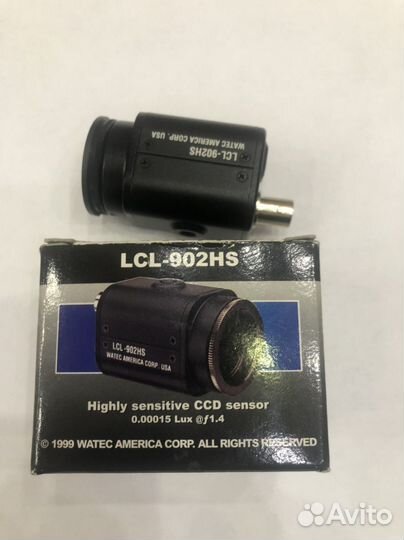 LCL-902HS
WATEC AMERICA CORP. USA
LCL-902HS
LCL-902HS
WATEC AMERICA CORP. USA
Highly sensitive CCD sensor
0.00015 Lux @ƒ1.4
© 1999 WATEC AMERICA CORP. ALL RIGHTS RESERVED
Avito